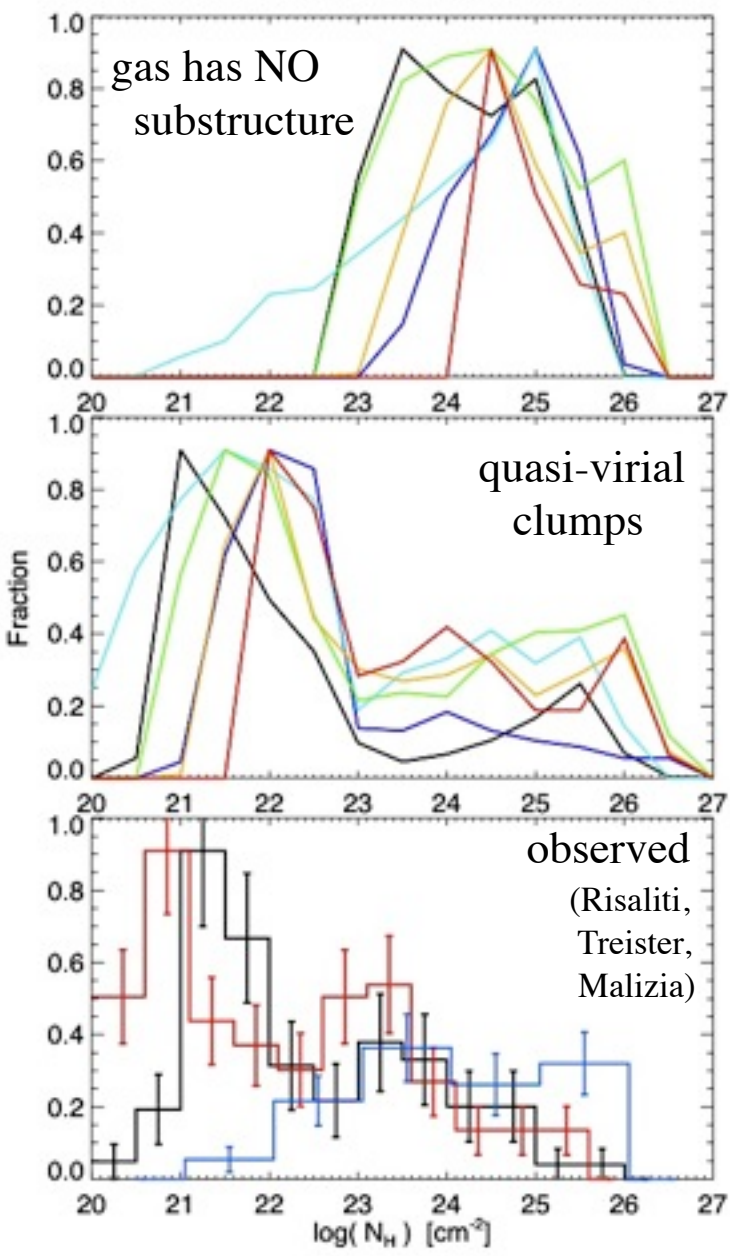 1.0
gas has NO
substructure
0.8
0.6
0.4
0.2
0.0
20 21 22 23 24 25 26 27
1.0
quasi-virial
clumps
0.8
0.6
0.4
0.2
0.0
Fraction
20 21 22 23 24 25 26 27
1.0
observed
(Risaliti,
Treister,
Malizia)
0.8
0.6
0.4
0.2
0.0
20 21 22 23 24 25 26 27
log( N_H ) [cm⁻²]